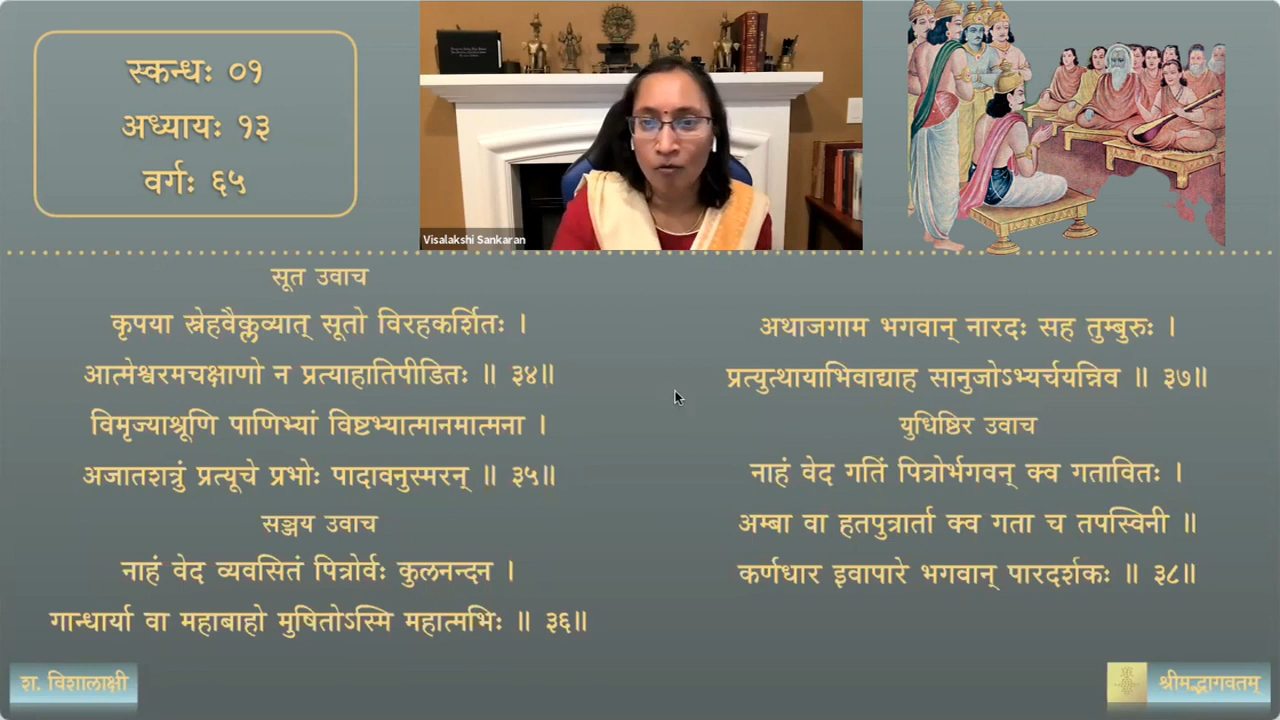 स्कन्धः ०१
अध्यायः १३
वर्गः ६५
Visalakshi Sankaran
सूत उवाच
कृपया स्नेहवैक्लव्यात् सूतो विरहकर्शितः ।
आत्मेश्वरमचक्षाणो न प्रत्याहातिपीडितः ॥ ३४॥
विमृज्याश्रूणि पाणिभ्यां विष्टभ्यात्मानमात्मना ।
अजातशत्रुं प्रत्यूचे प्रभोः पादावनुस्मरन् ॥ ३५॥
सञ्जय उवाच
नाहं वेद व्यवसितं पित्रोर्वः कुलनन्दन ।
गान्धार्या वा महाबाहो मुषितोऽस्मि महात्मभिः ॥ ३६॥
अथाजगाम भगवान् नारदः सह तुम्बुरुः ।
प्रत्युत्थायाभिवाद्याह सानुजोऽभ्यर्चयन्निव ॥ ३७॥
युधिष्ठिर उवाच
नाहं वेद गतिं पित्रोर्भगवन् क्व गतावितः ।
अम्बा वा हतपुत्रार्ता क्व गता च तपस्विनी ॥
कर्णधार इवापारे भगवान् पारदर्शकः ॥ ३८॥
श. विशालाक्षी
श्रीमद्भागवतम्